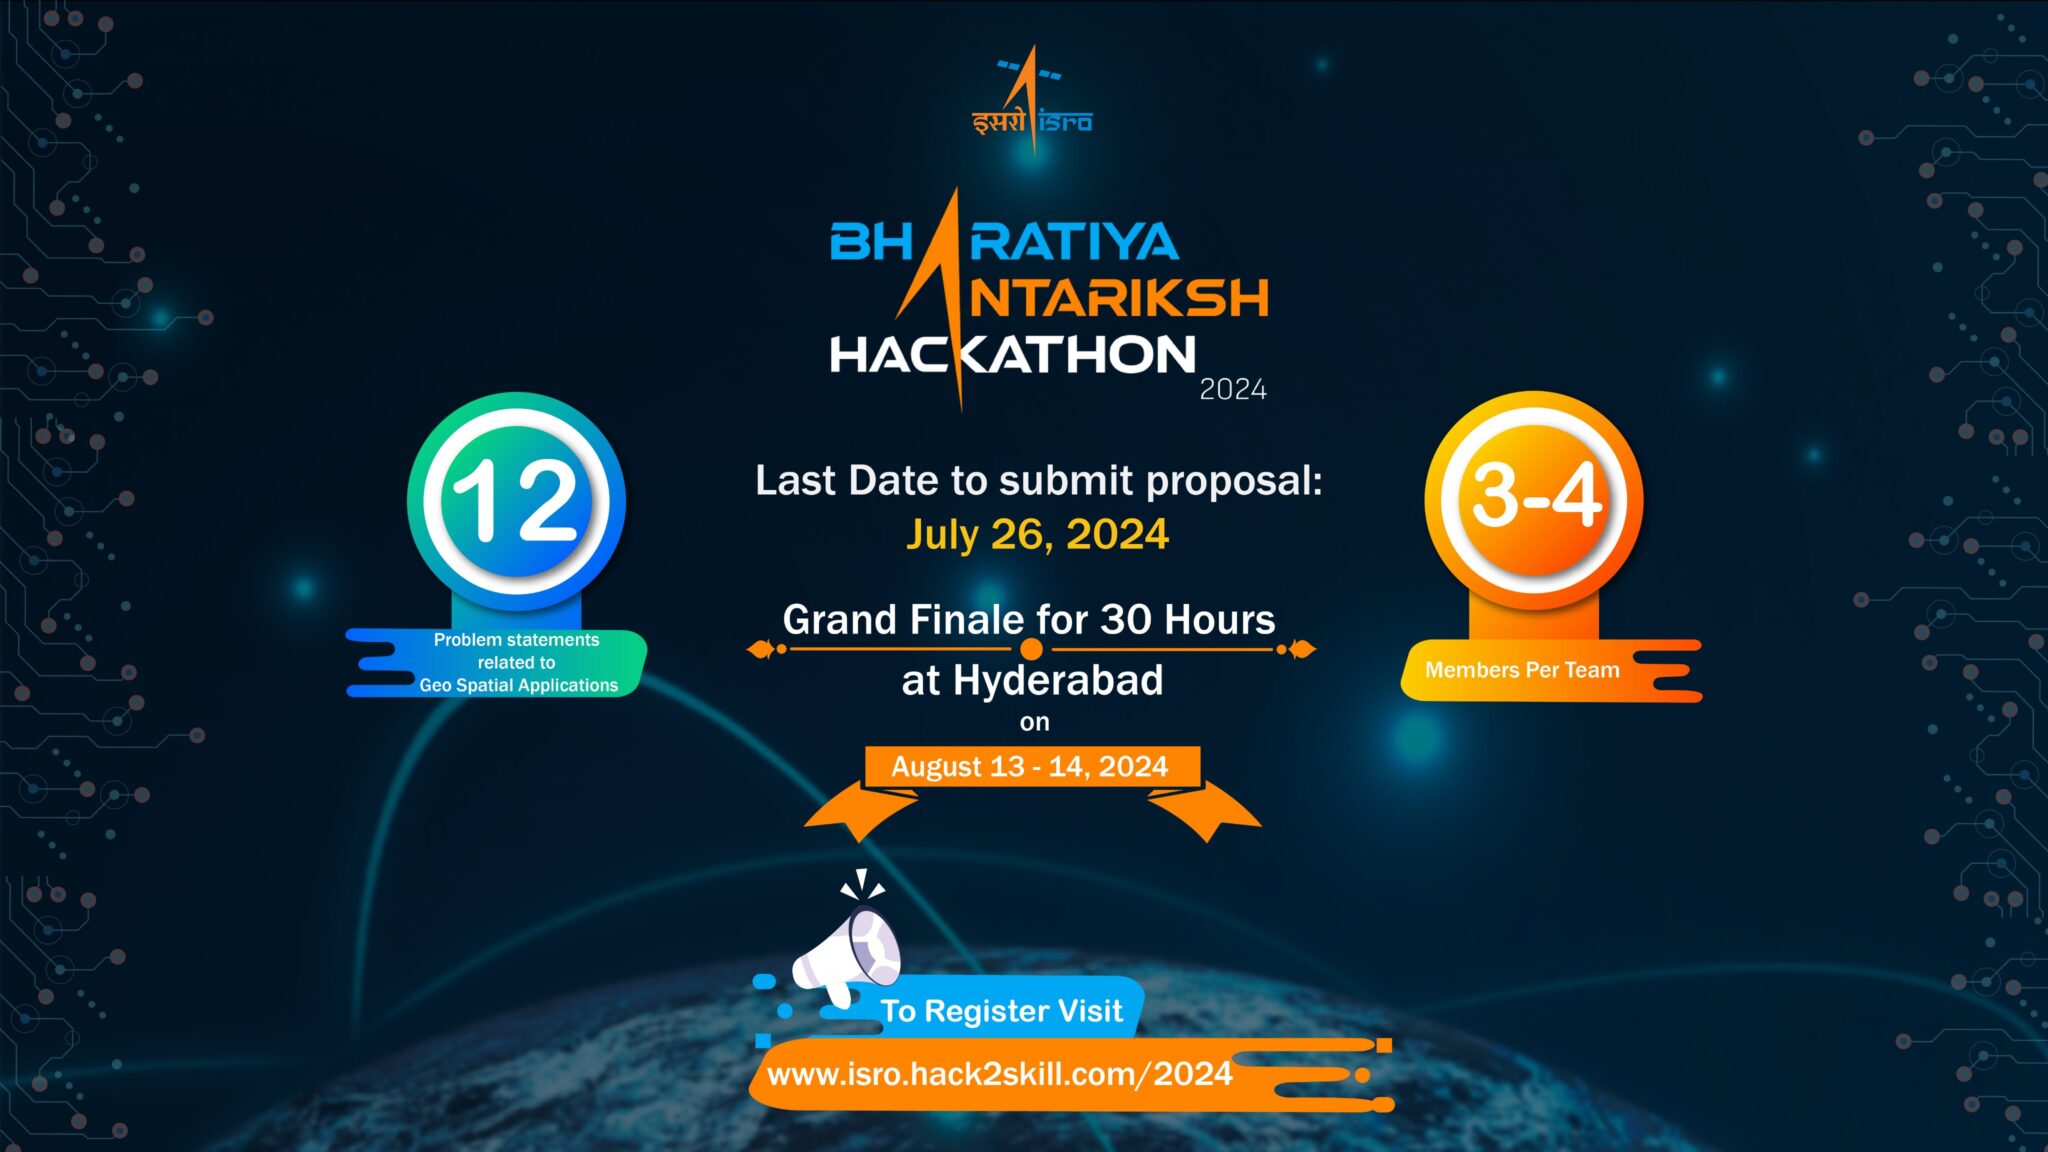 इसरो isro
BHARATIYA
ANTARIKSH
HACKATHON
2024
12
Problem statements
related to
Geo Spatial Applications
Last Date to submit proposal:
July 26, 2024
Grand Finale for 30 Hours
at Hyderabad
on
August 13 - 14, 2024
3-4
Members Per Team
To Register Visit
www.isro.hack2skill.com/2024